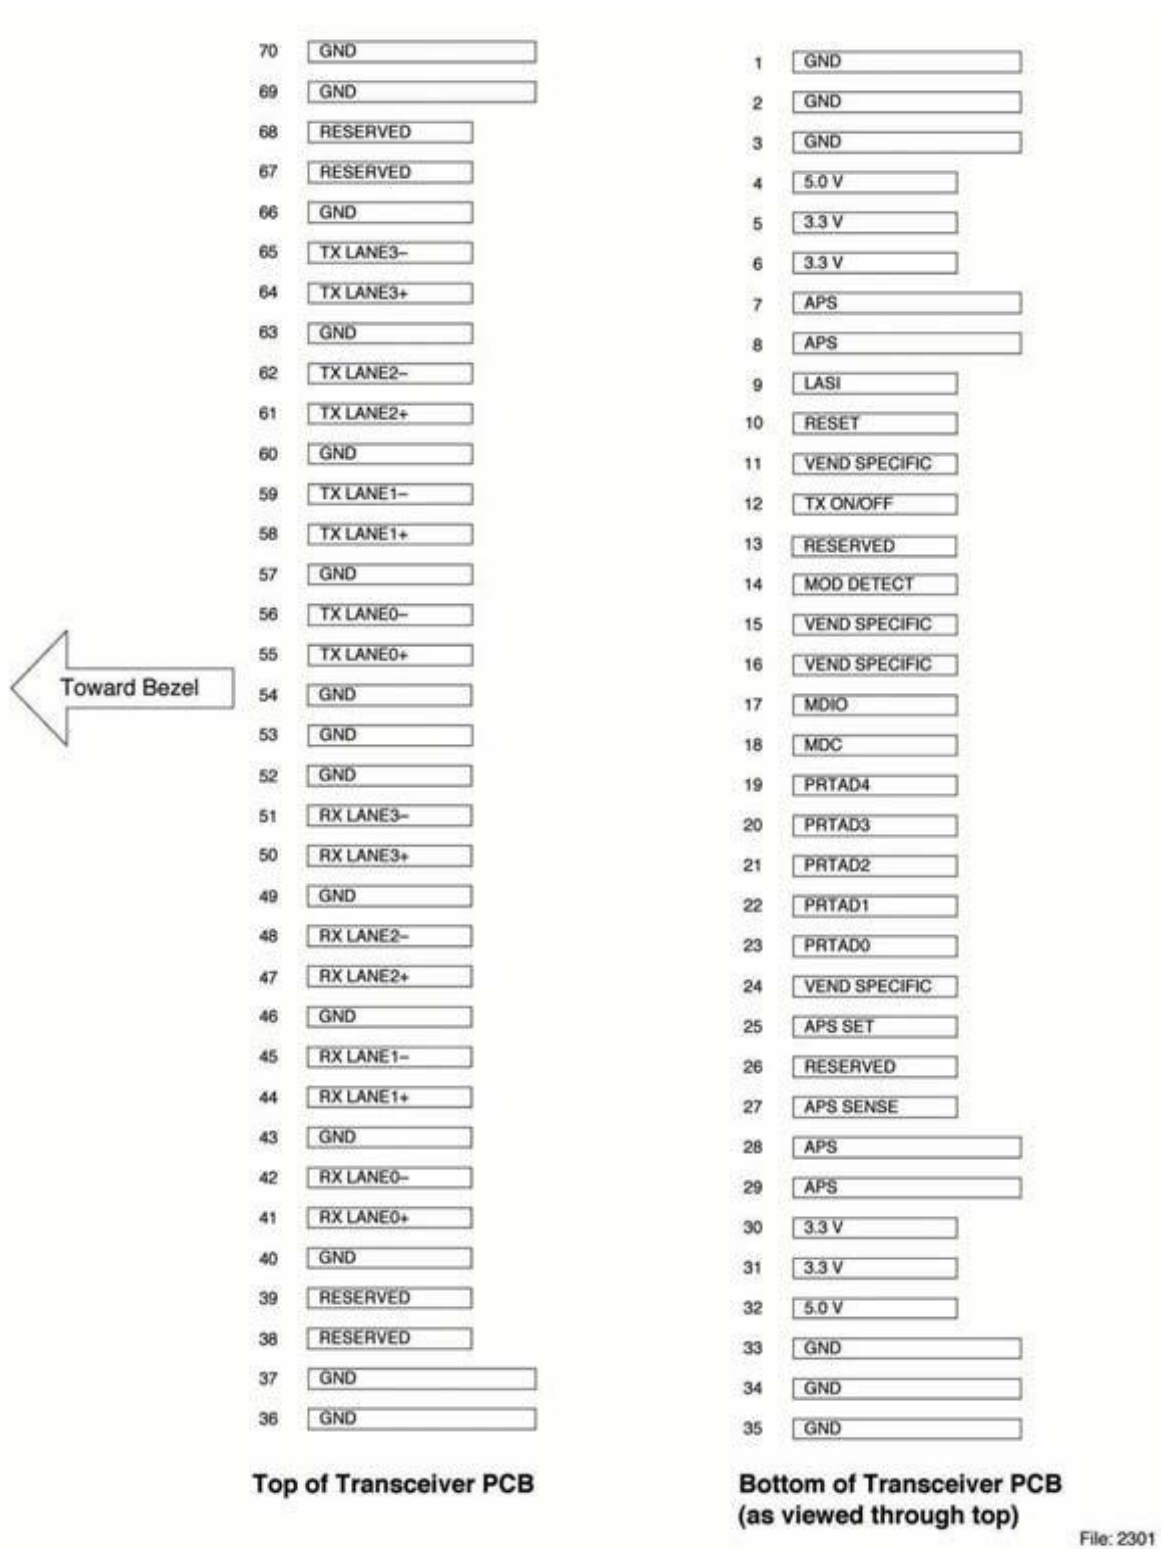 70 GND
69 GND
68 RESERVED
67 RESERVED
66 GND
65 TX LANE3–
64 TX LANE3+
63 GND
62 TX LANE2–
61 TX LANE2+
60 GND
59 TX LANE1–
58 TX LANE1+
57 GND
56 TX LANE0–
55 TX LANE0+
54 GND
53 GND
52 GND
51 RX LANE3–
50 RX LANE3+
49 GND
48 RX LANE2–
47 RX LANE2+
46 GND
45 RX LANE1–
44 RX LANE1+
43 GND
42 RX LANE0–
41 RX LANE0+
40 GND
39 RESERVED
38 RESERVED
37 GND
36 GND
Toward Bezel
Top of Transceiver PCB
1 GND
2 GND
3 GND
4 5.0 V
5 3.3 V
6 3.3 V
7 APS
8 APS
9 LASI
10 RESET
11 VEND SPECIFIC
12 TX ON/OFF
13 RESERVED
14 MOD DETECT
15 VEND SPECIFIC
16 VEND SPECIFIC
17 MDIO
18 MDC
19 PRTAD4
20 PRTAD3
21 PRTAD2
22 PRTAD1
23 PRTAD0
24 VEND SPECIFIC
25 APS SET
26 RESERVED
27 APS SENSE
28 APS
29 APS
30 3.3 V
31 3.3 V
32 5.0 V
33 GND
34 GND
35 GND
Bottom of Transceiver PCB
(as viewed through top)
File: 2301